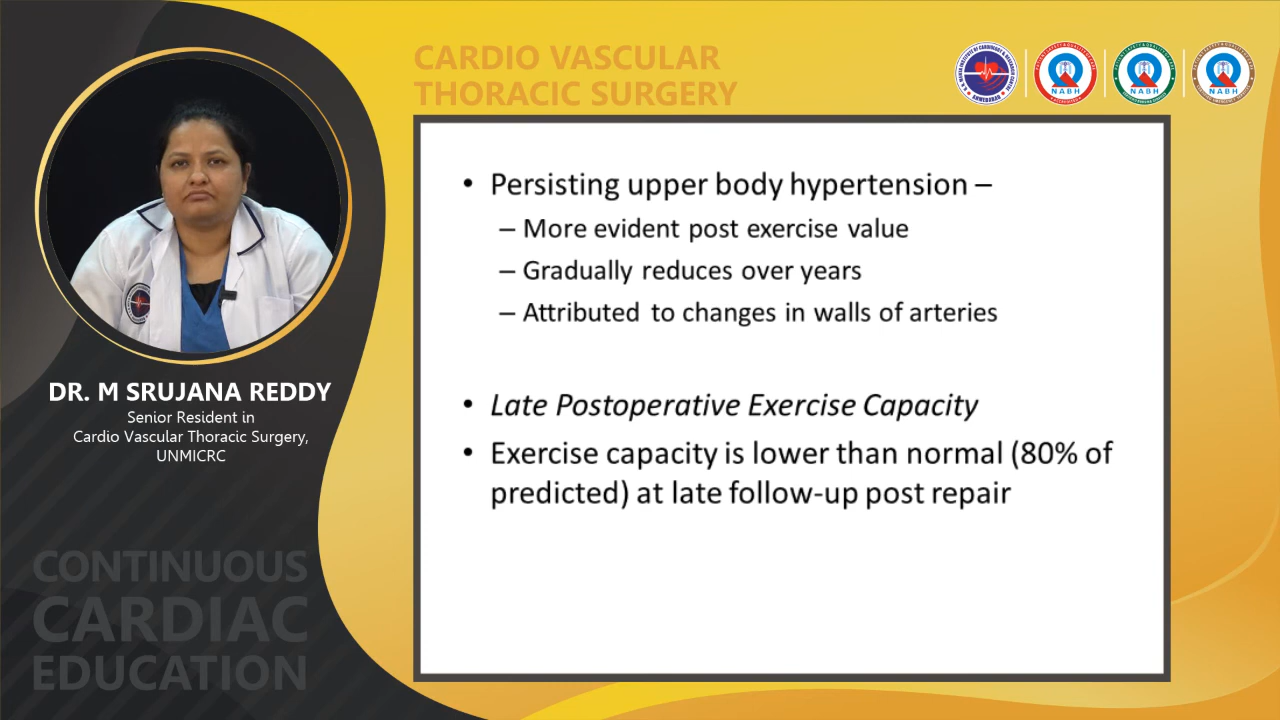 CARDIO VASCULAR
THORACIC SURGERY
NABH
NABH
NABH
• Persisting upper body hypertension –
– More evident post exercise value
– Gradually reduces over years
– Attributed to changes in walls of arteries
• Late Postoperative Exercise Capacity
• Exercise capacity is lower than normal (80% of
predicted) at late follow-up post repair
DR. M SRUJANA REDDY
Senior Resident in
Cardio Vascular Thoracic Surgery,
UNMICRC
CONTINUOUS
CARDIAC
EDUCATION